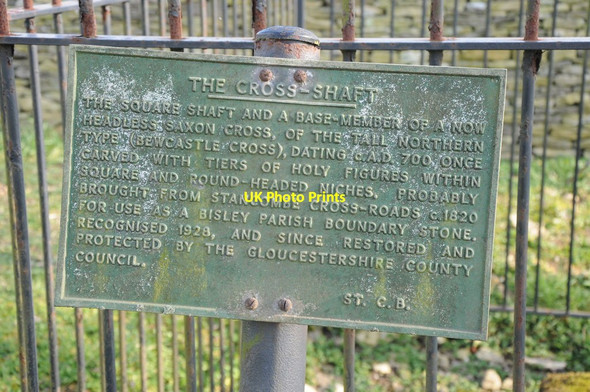 THE CROSS-SHAFT
THE SQUARE SHAFT AND A BASE-MEMBER OF A NOW
HEADLESS SAXON CROSS, OF THE TALL NORTHERN
TYPE (BEWCASTLE CROSS), DATING C.A.D. 700, ONCE
CARVED WITH TIERS OF HOLY FIGURES WITHIN
SQUARE AND ROUND-HEADED NICHES. PROBABLY
BROUGHT FROM STANCOMBE CROSS-ROADS C. 1820
FOR USE AS A BISLEY PARISH BOUNDARY STONE.
RECOGNISED 1928, AND SINCE RESTORED AND
PROTECTED BY THE GLOUCESTERSHIRE COUNTY
COUNCIL.
ST. C. B.
UK Photo Prints